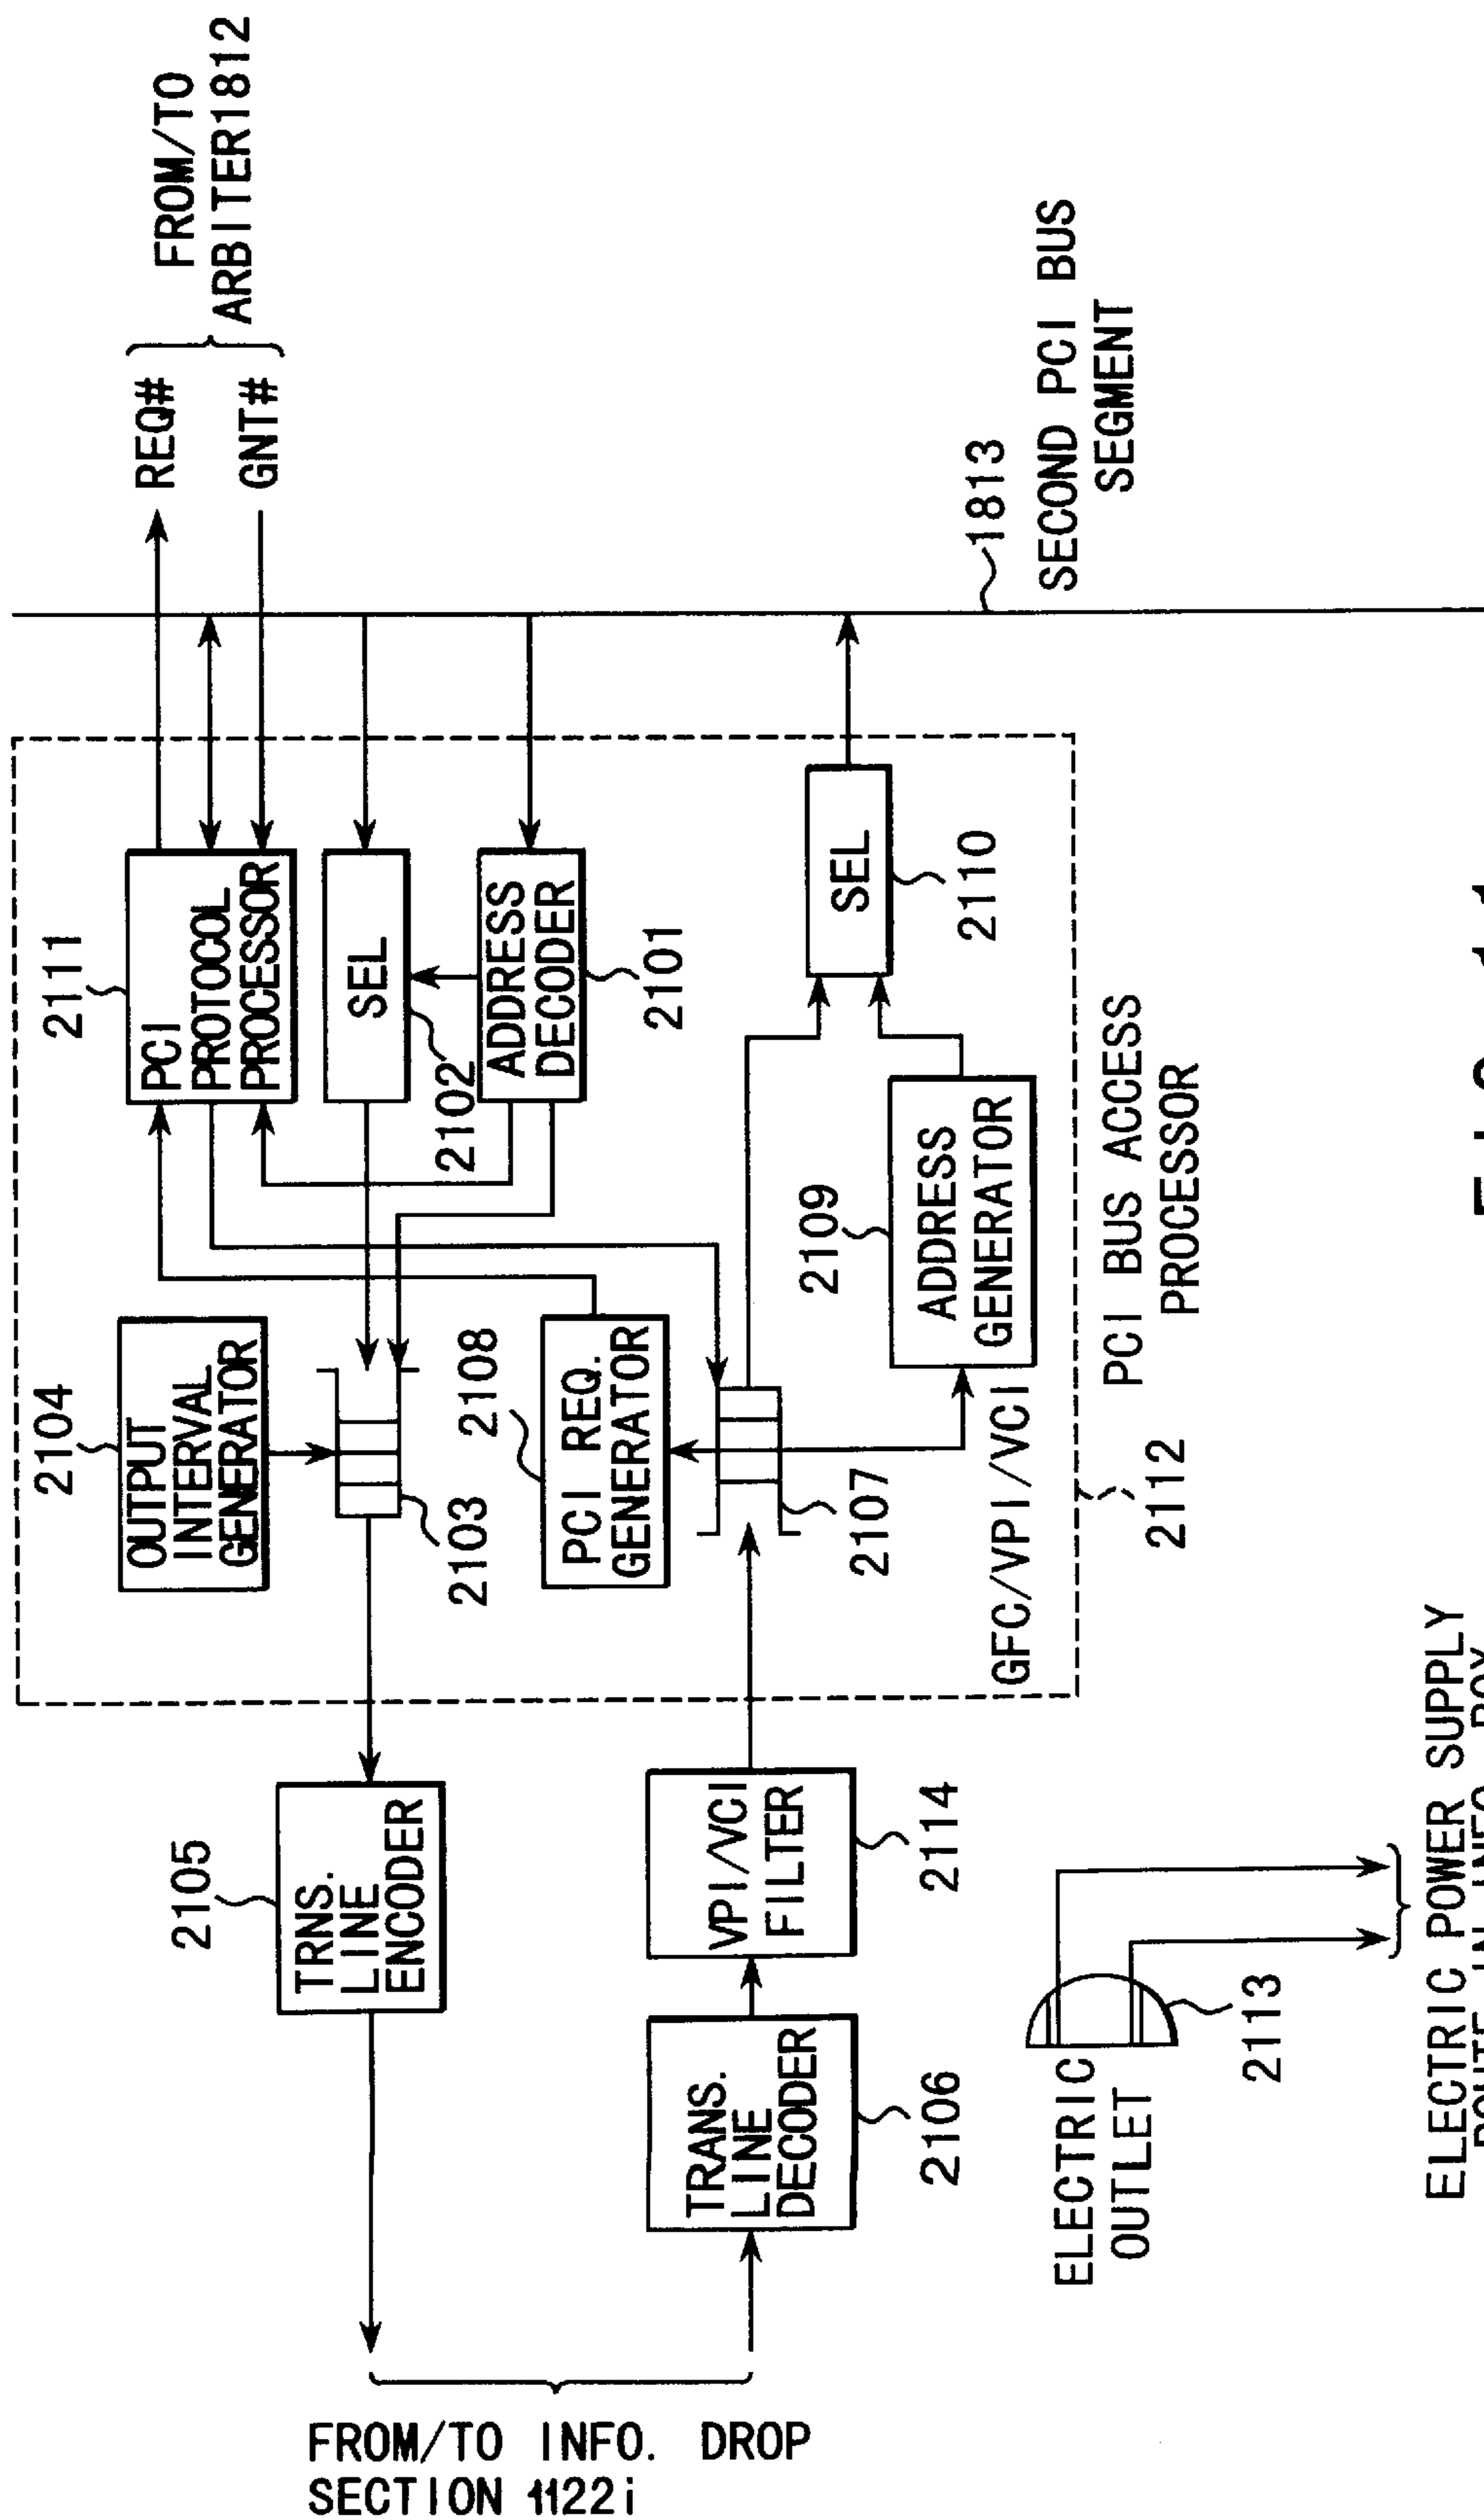 FROM/TO
ARBITER1812
REQ#
GNT#
2111
PCI
PROTOCOL
PROCESSOR
SEL
2102
ADDRESS
DECODER
2101
1813
SECOND PCI BUS
SEGMENT
SEL
2110
2104
OUTPUT
INTERVAL
GENERATOR
2103
2108
PCI REQ.
GENERATOR
2107
2109
ADDRESS
GENERATOR
GFC/VPI/VCI
PCI BUS ACCESS
PROCESSOR
2112
2105
TRNS.
LINE
ENCODER
VPI/VCI
FILTER
2114
TRANS.
LINE
DECODER
2106
ELECTRIC
OUTLET
2113
ELECTRIC POWER SUPPLY
FROM/TO INFO. DROP
SECTION 1122i